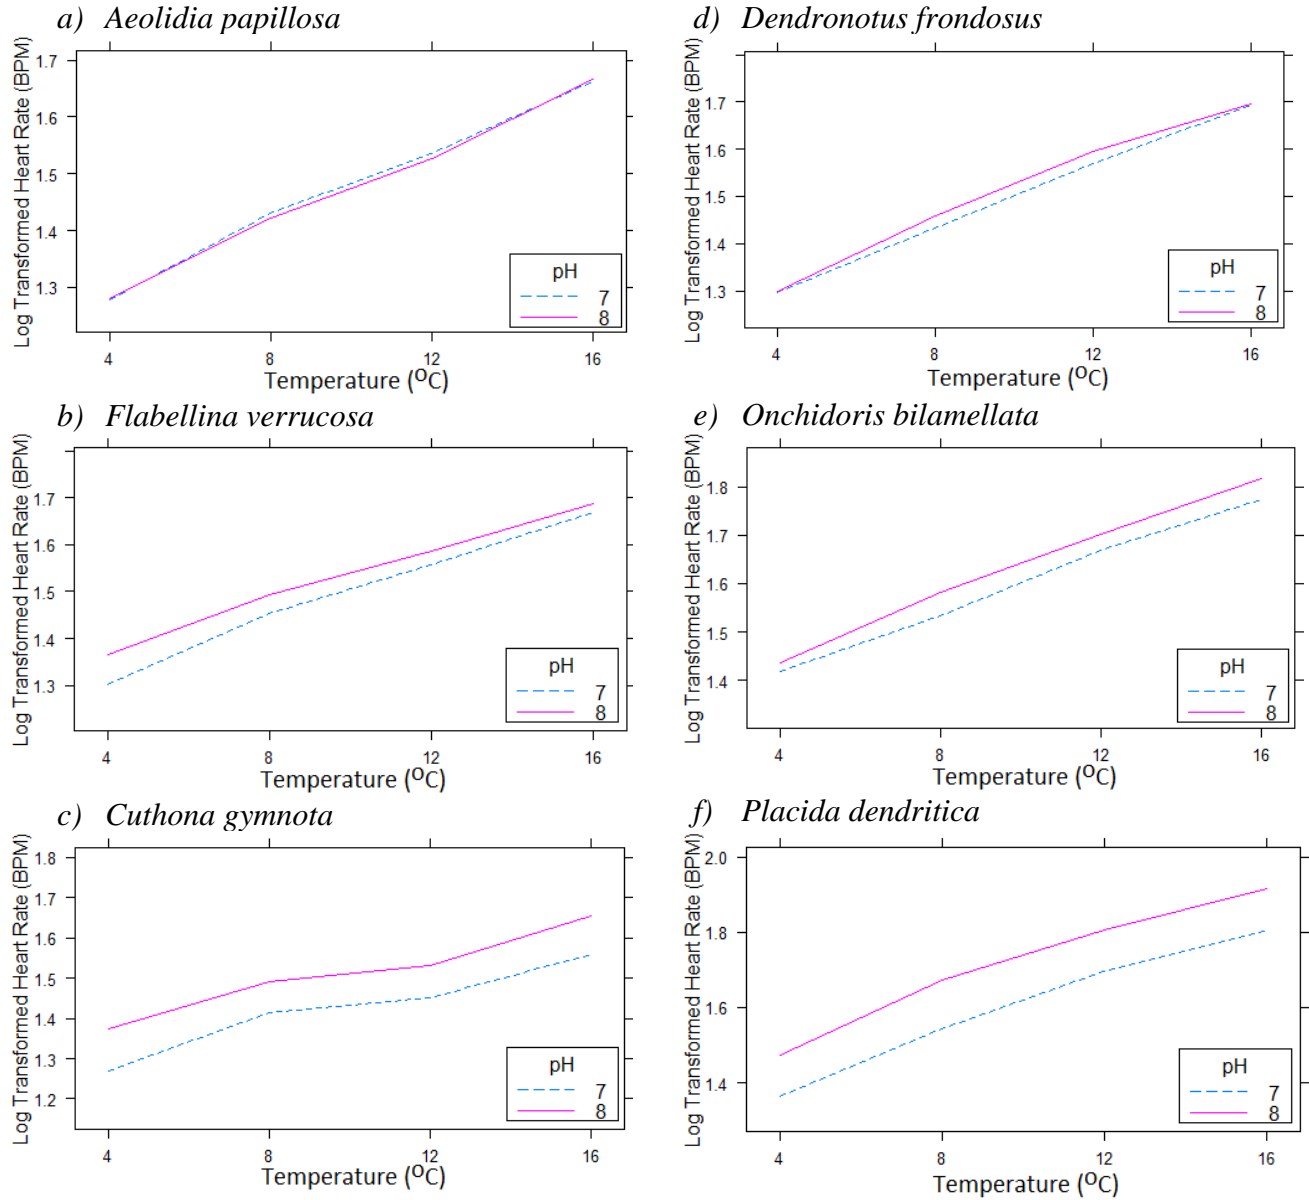 a) Aeolidia papillosa
Log Transformed Heart Rate (BPM)
1.7
1.6
1.5
1.4
1.3
pH
7
8
4 8 12 16
Temperature (ºC)
d) Dendronotus frondosus
Log Transformed Heart Rate (BPM)
1.7
1.6
1.5
1.4
1.3
pH
7
8
4 8 12 16
Temperature (ºC)
b) Flabellina verrucosa
Log Transformed Heart Rate (BPM)
1.7
1.6
1.5
1.4
1.3
pH
7
8
4 8 12 16
Temperature (ºC)
e) Onchidoris bilamellata
Log Transformed Heart Rate (BPM)
1.8
1.7
1.6
1.5
1.4
pH
7
8
4 8 12 16
Temperature (ºC)
c) Cuthona gymnota
Log Transformed Heart Rate (BPM)
1.8
1.7
1.6
1.5
1.4
1.3
1.2
pH
7
8
4 8 12 16
Temperature (ºC)
f) Placida dendritica
Log Transformed Heart Rate (BPM)
2.0
1.8
1.6
1.4
pH
7
8
4 8 12 16
Temperature (ºC)